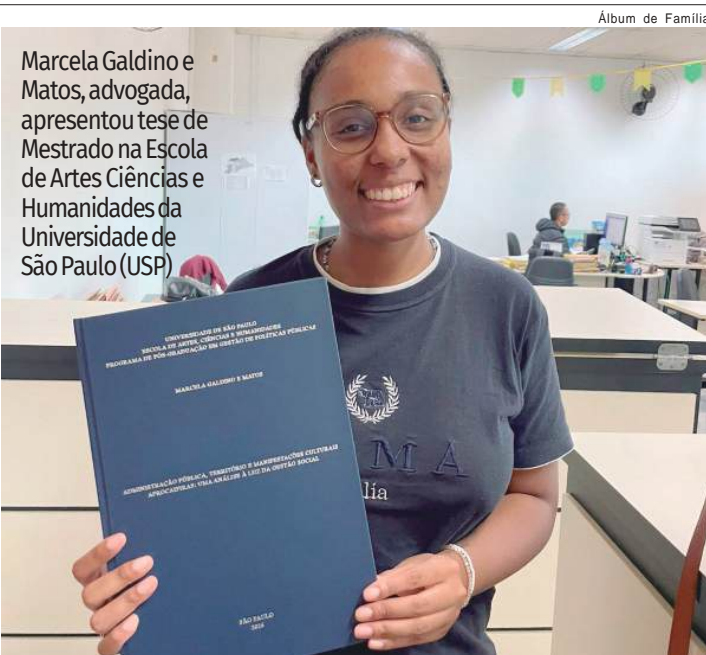 Álbum de Família
Marcela Galdino e
Matos, advogada,
apresentou tese de
Mestrado na Escola
de Artes Ciências e
Humanidades da
Universidade de
São Paulo (USP)
UNIVERSIDADE DE SÃO PAULO
ESCOLA DE ARTES, CIÊNCIAS E HUMANIDADES
PROGRAMA DE PÓS-GRADUAÇÃO EM GESTÃO DE POLÍTICAS PÚBLICAS
MARCELA GALDINO E MATOS
ADMINISTRAÇÃO PÚBLICA, TERRITÓRIO E MANIFESTAÇÕES CULTURAIS
UMA ANÁLISE À LUZ DA GESTÃO SOCIAL
SÃO PAULO
M A
lia